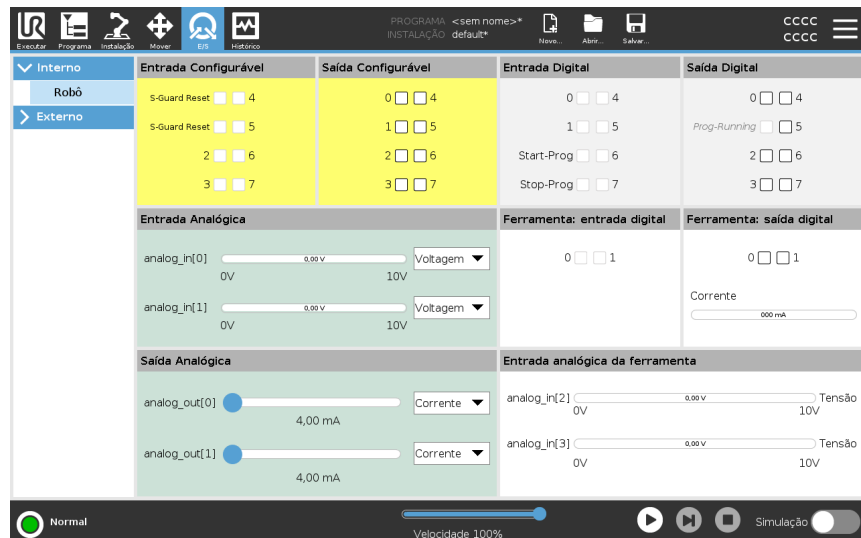 UR
PROGRAMA <sem nome>*
INSTALAÇÃO default*
CCCC
CCCC
Executar Programa Instalação Mover E/S Histórico Novo... Abrir... Salvar...
Interno
Robô
Externo
Entrada Configurável
S-Guard Reset 4
S-Guard Reset 5
2 6
3 7
Saída Configurável
0 4
1 5
2 6
3 7
Entrada Digital
0 4
1 5
Start-Prog 6
Stop-Prog 7
Saída Digital
0 4
Prog-Running 5
2 6
3 7
Entrada Analógica
analog_in[0] 0,00 V Voltagem
0V 10V
analog_in[1] 0,00 V Voltagem
0V 10V
Ferramenta: entrada digital
0 1
Ferramenta: saída digital
0 1
Corrente
000 mA
Saída Analógica
analog_out[0] Corrente
4,00 mA
analog_out[1] Corrente
4,00 mA
Entrada analógica da ferramenta
analog_in[2] 0,00 V Tensão
0V 10V
analog_in[3] 0,00 V Tensão
0V 10V
Normal
Velocidade 100%
Simulação